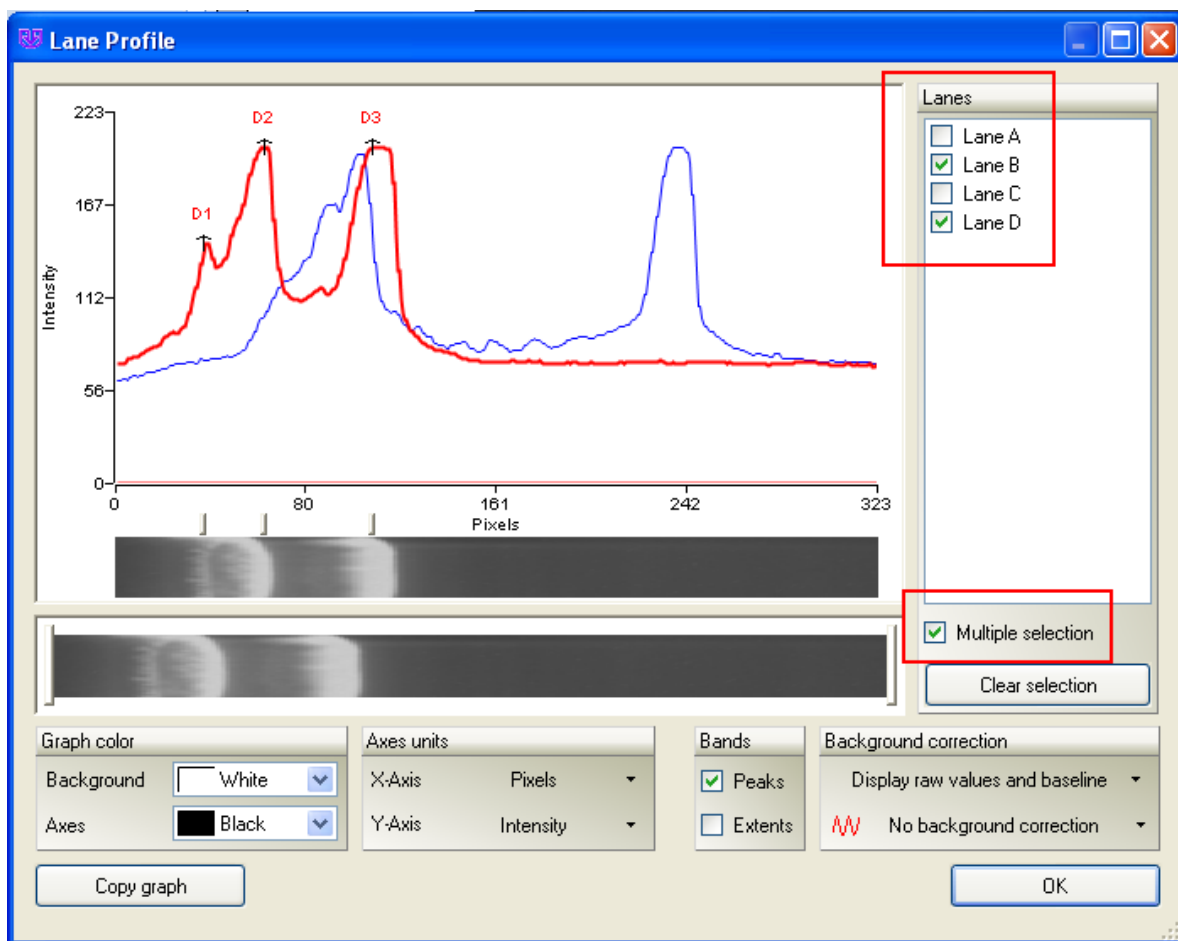 Lane Profile
Lanes
Lane A
Lane B
Lane C
Lane D
223
167
112
56
0
Intensity
D1
D2
D3
0
80
161
242
323
Pixels
Multiple selection
Clear selection
Graph color
Background
White
Axes
Black
Axes units
X-Axis
Pixels
Y-Axis
Intensity
Bands
Peaks
Extents
Background correction
Display raw values and baseline
No background correction
Copy graph
OK